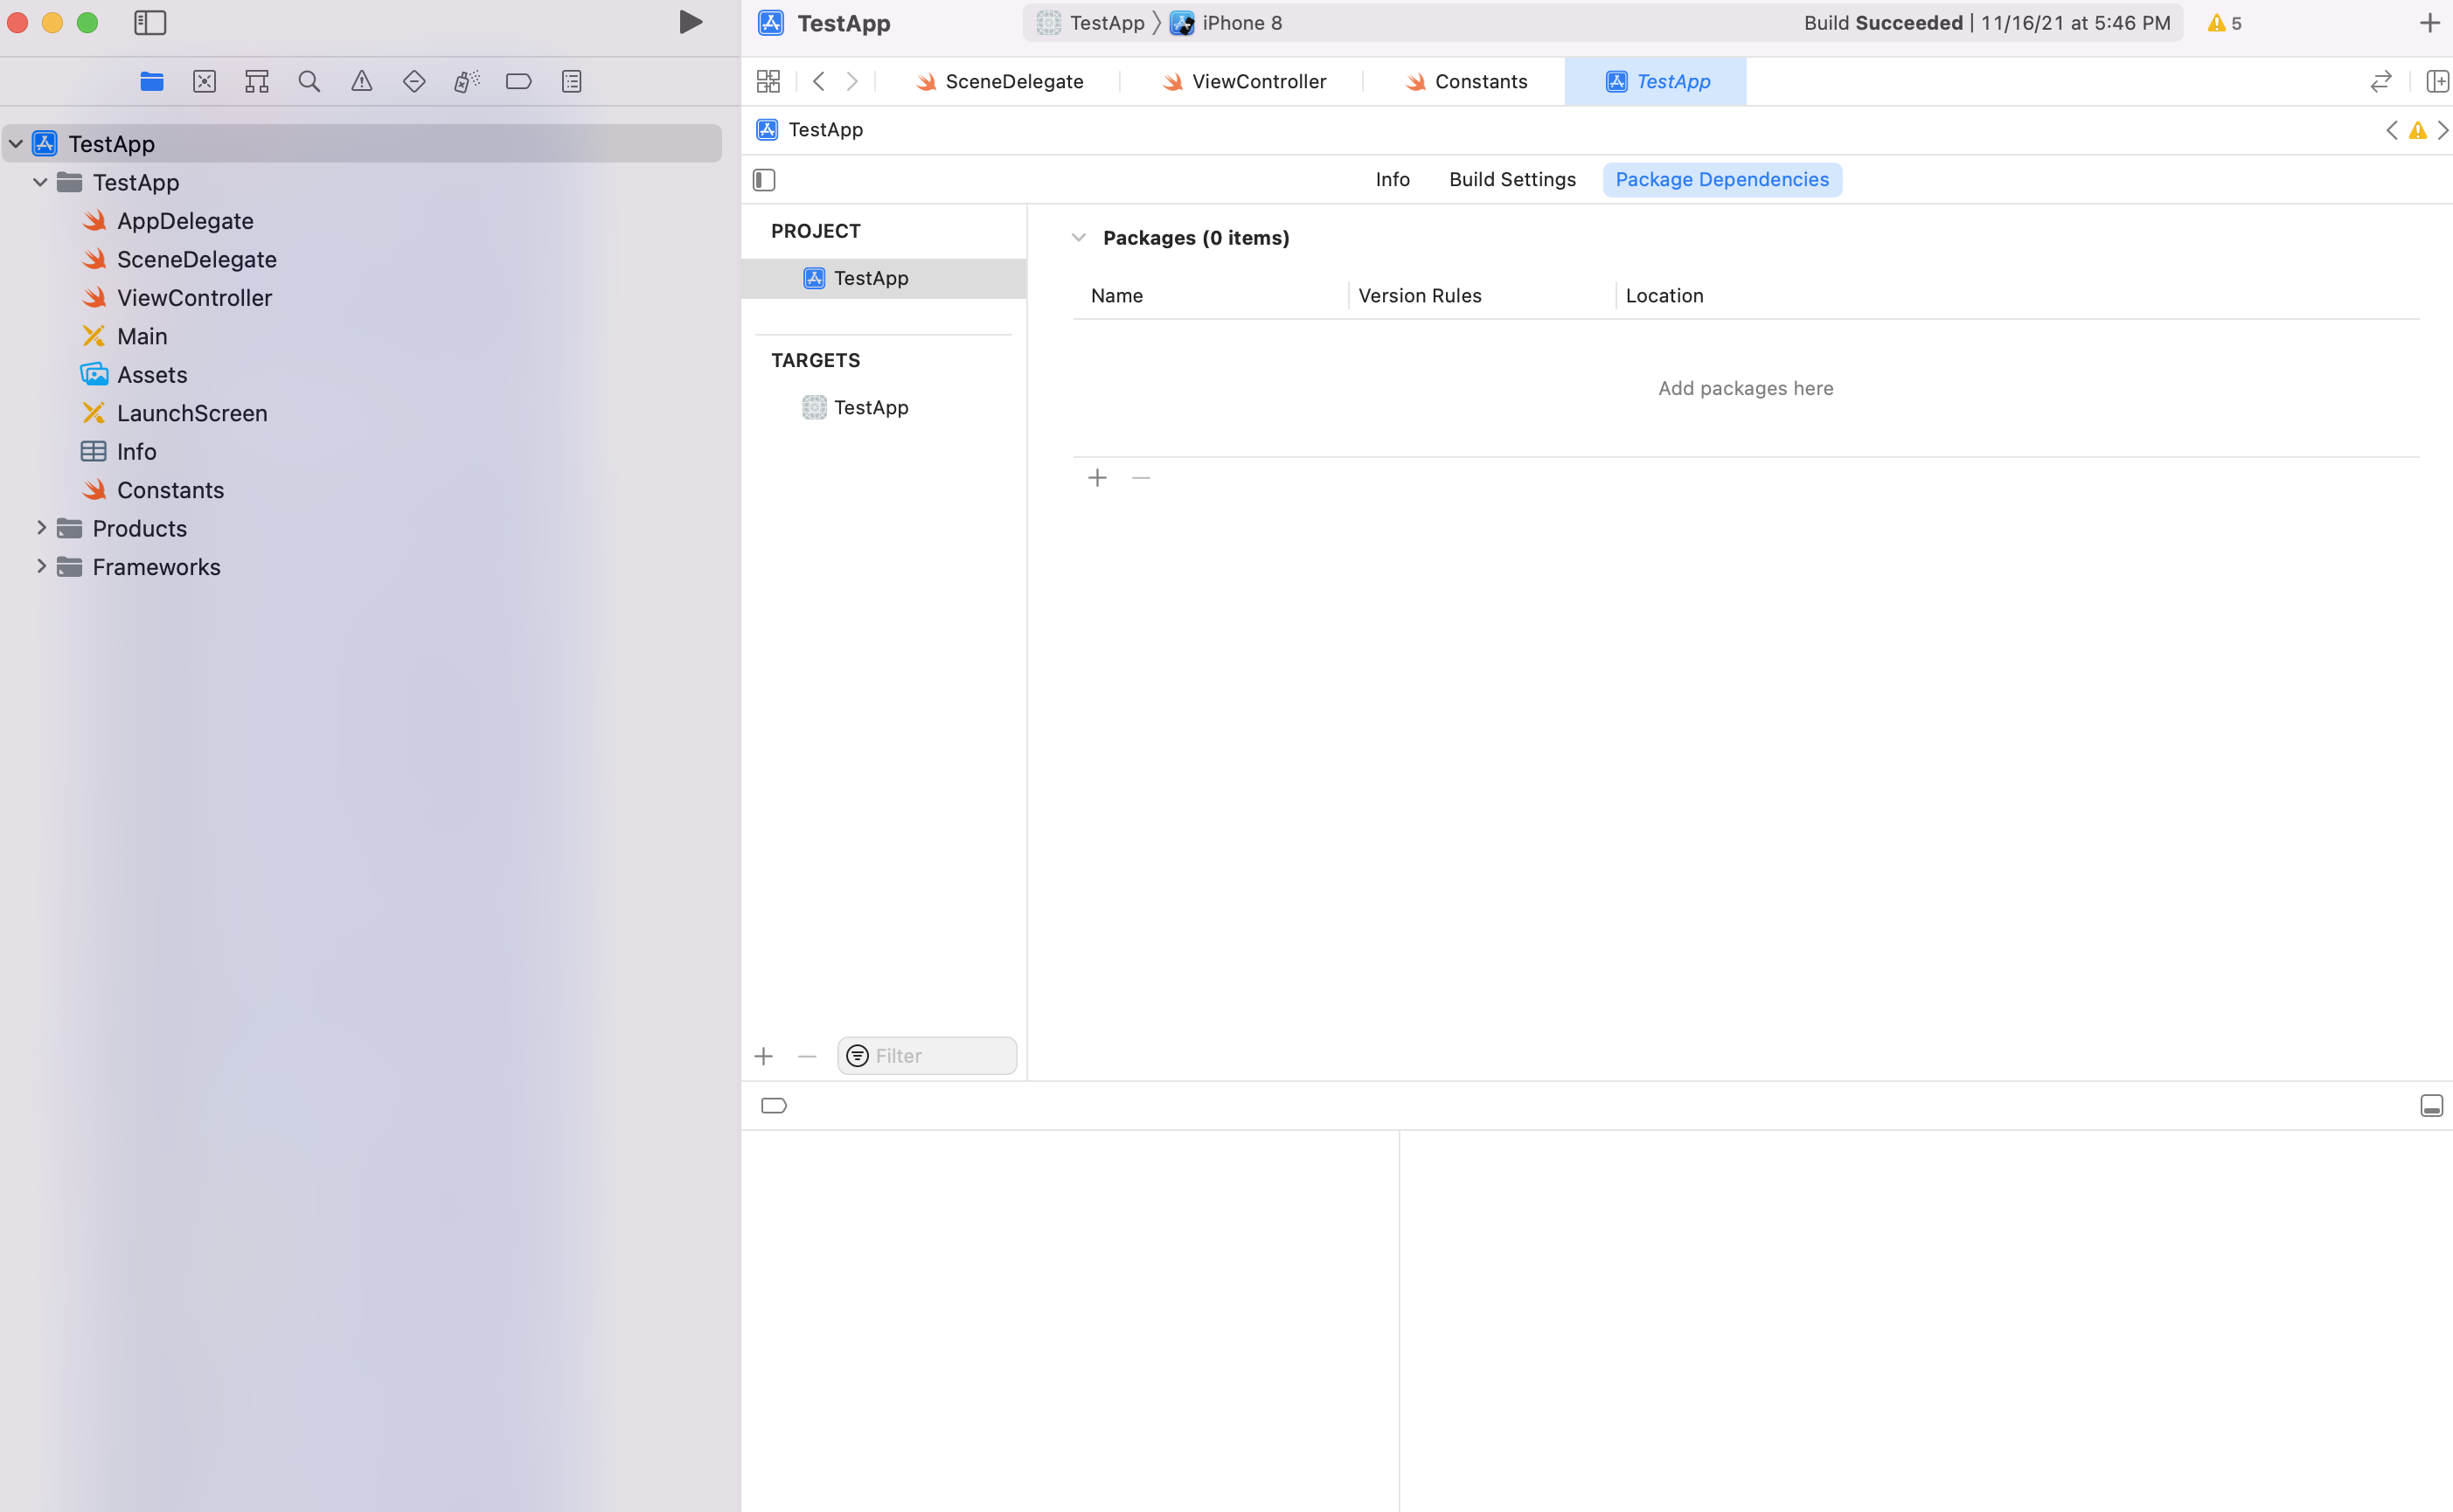 TestApp
TestApp
iPhone 8
Build Succeeded | 11/16/21 at 5:46 PM
5
SceneDelegate
ViewController
Constants
TestApp
TestApp
TestApp
TestApp
AppDelegate
SceneDelegate
ViewController
Main
Assets
LaunchScreen
Info
Constants
Products
Frameworks
Info
Build Settings
Package Dependencies
PROJECT
TestApp
TARGETS
TestApp
Filter
Packages (0 items)
Name
Version Rules
Location
Add packages here